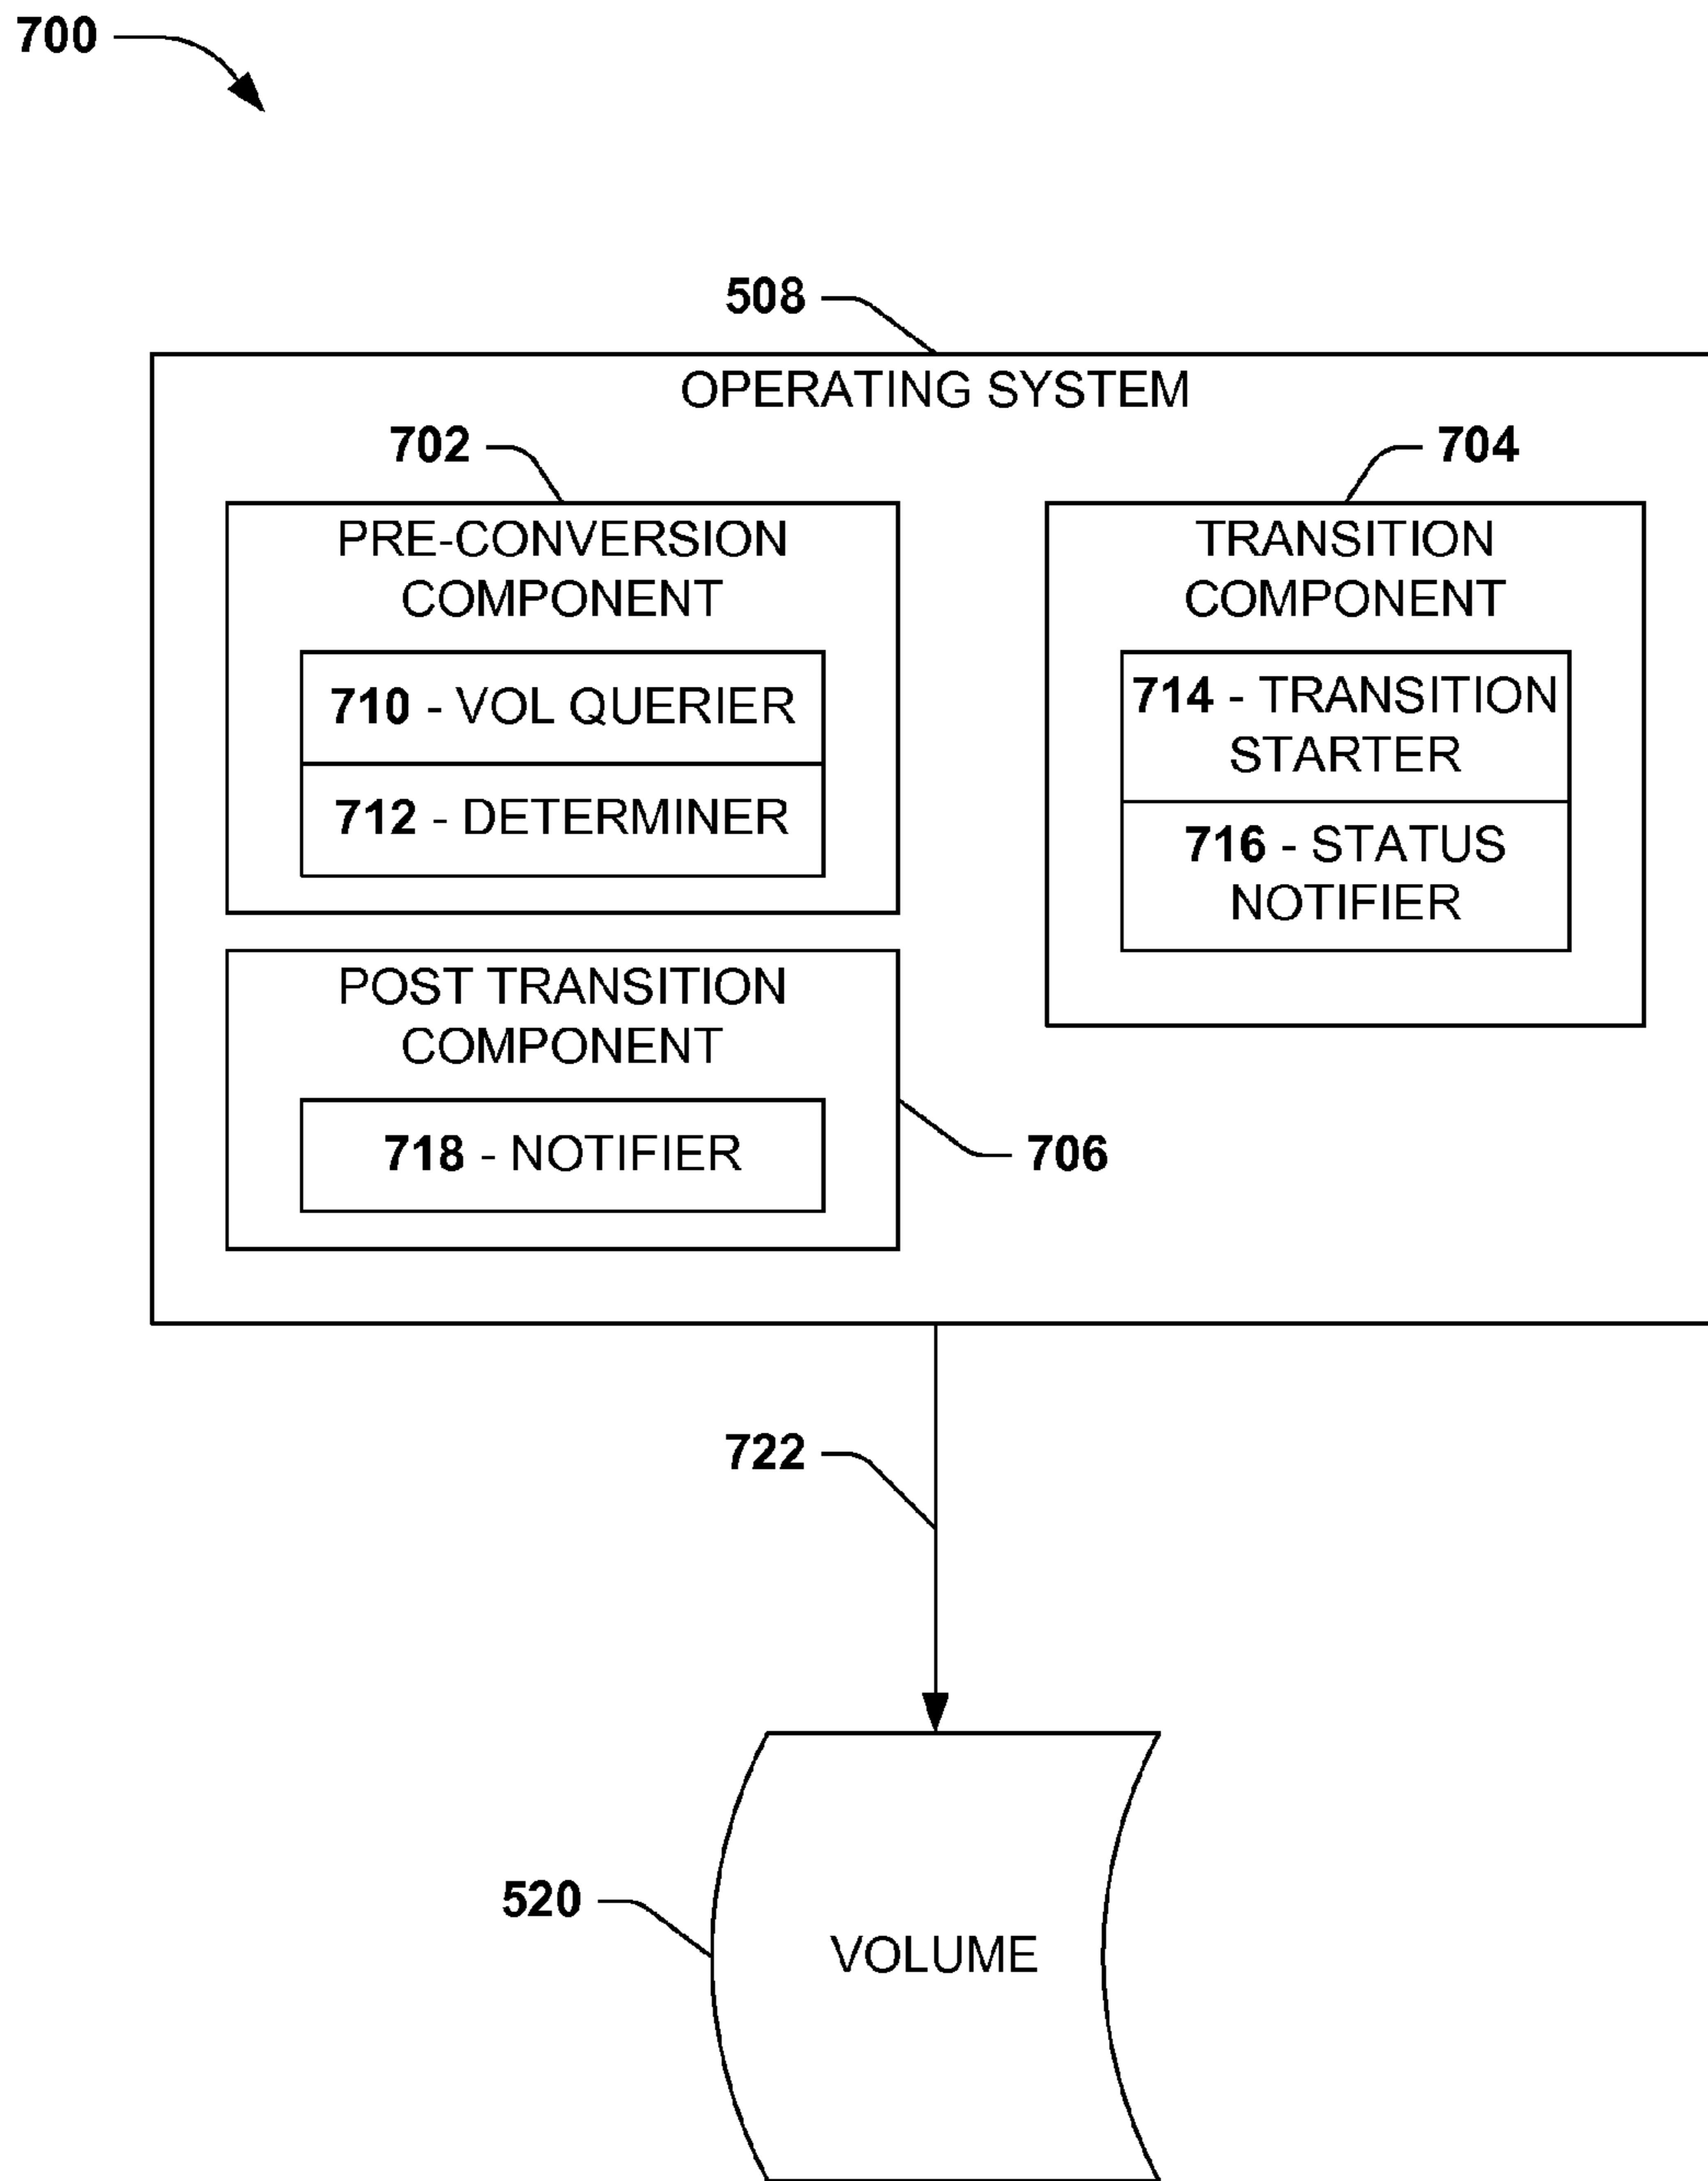 700
508
OPERATING SYSTEM
702
704
PRE-CONVERSION
COMPONENT
710 - VOL QUERIER
712 - DETERMINER
TRANSITION
COMPONENT
714 - TRANSITION
STARTER
716 - STATUS
NOTIFIER
POST TRANSITION
COMPONENT
718 - NOTIFIER
706
722
520
VOLUME